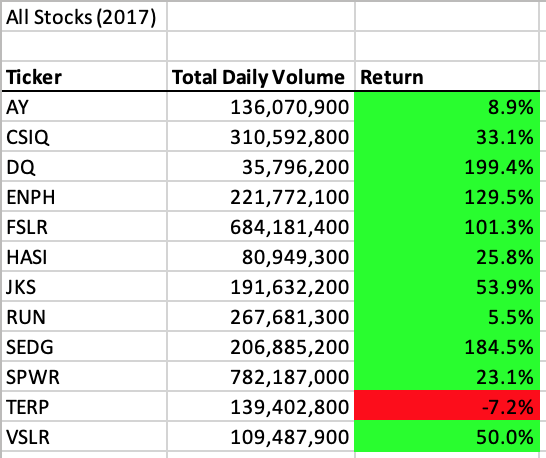 All Stocks (2017)
Ticker Total Daily Volume Return
AY 136,070,900 8.9%
CSIQ 310,592,800 33.1%
DQ 35,796,200 199.4%
ENPH 221,772,100 129.5%
FSLR 684,181,400 101.3%
HASI 80,949,300 25.8%
JKS 191,632,200 53.9%
RUN 267,681,300 5.5%
SEDG 206,885,200 184.5%
SPWR 782,187,000 23.1%
TERP 139,402,800 -7.2%
VSLR 109,487,900 50.0%